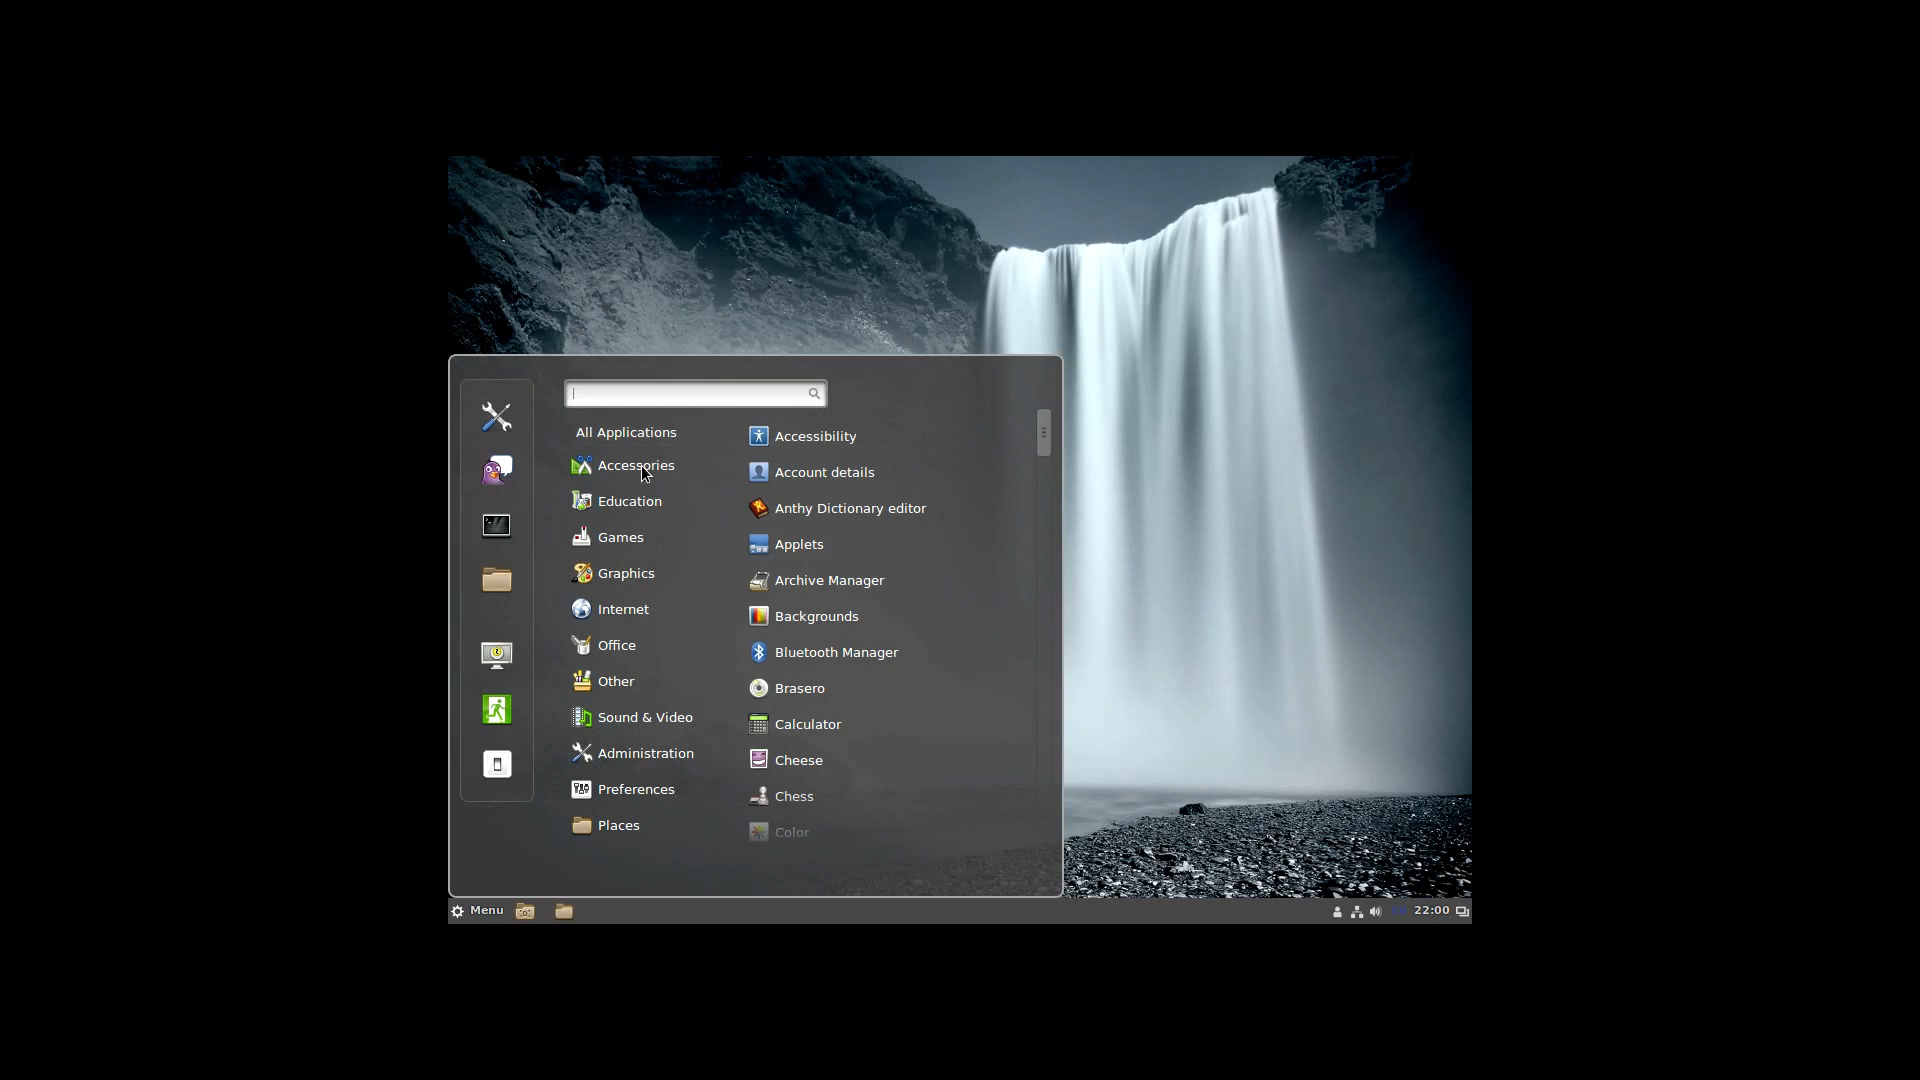 All Applications
Accessories
Education
Games
Graphics
Internet
Office
Other
Sound & Video
Administration
Preferences
Places
Accessibility
Account details
Anthy Dictionary editor
Applets
Archive Manager
Backgrounds
Bluetooth Manager
Brasero
Calculator
Cheese
Chess
Color
Menu
22:00